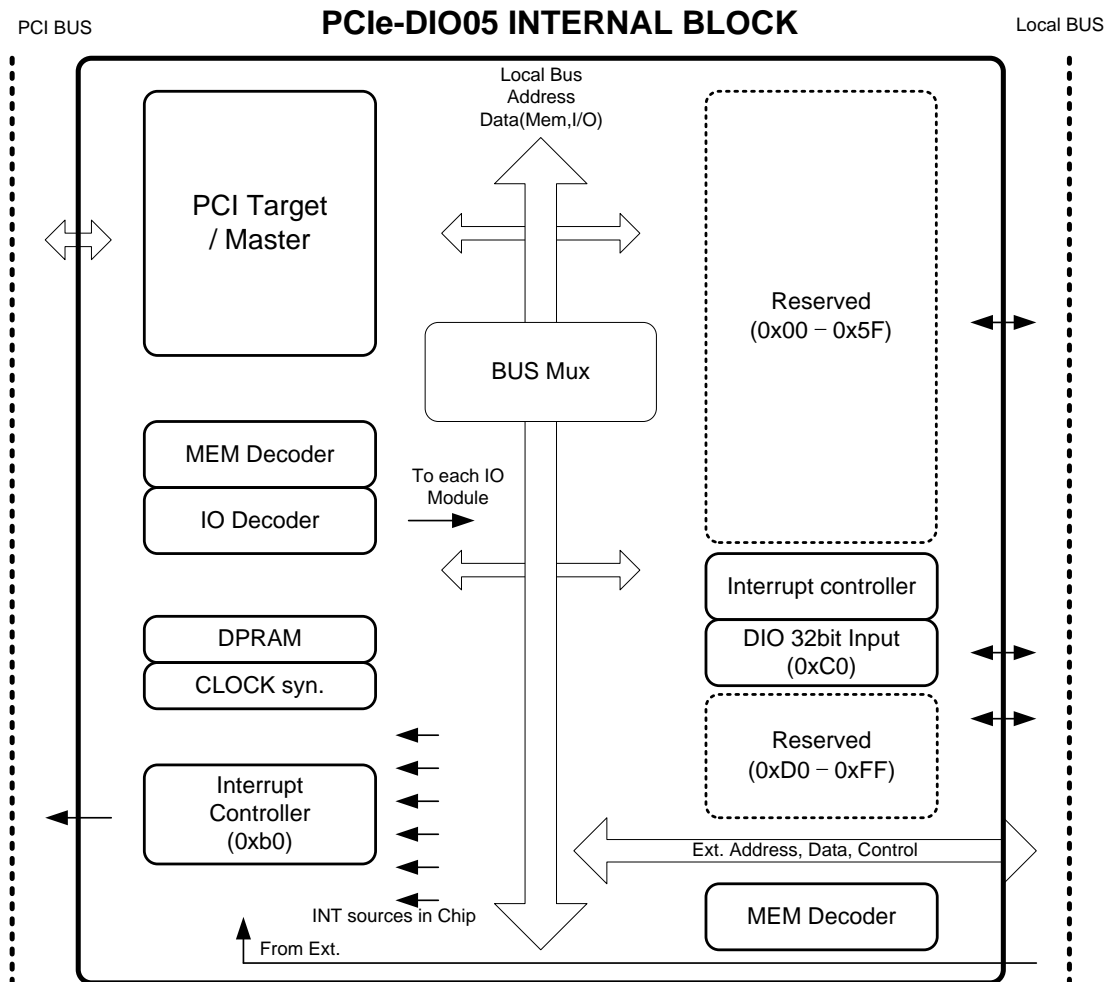 PCI BUS
PCIe-DIO05 INTERNAL BLOCK
Local BUS
Local Bus
Address
Data(Mem,I/O)
PCI Target
/ Master
Reserved
(0x00 – 0x5F)
BUS Mux
MEM Decoder
IO Decoder
To each IO
Module
Interrupt controller
DIO 32bit Input
(0xC0)
DPRAM
CLOCK syn.
Reserved
(0xD0 – 0xFF)
Interrupt
Controller
(0xb0)
Ext. Address, Data, Control
INT sources in Chip
MEM Decoder
From Ext.